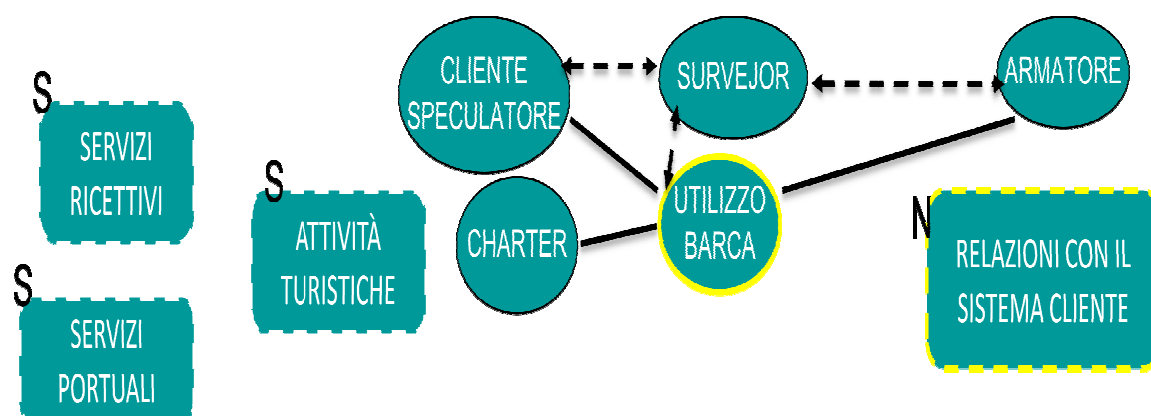 S
SERVIZI
RICETTIVI
S
SERVIZI
PORTUALI
S
ATTIVITÀ
TURISTICHE
CLIENTE
SPECULATORE
SURVEJOR
ARMATORE
CHARTER
UTILIZZO
BARCA
N
RELAZIONI CON IL
SISTEMA CLIENTE